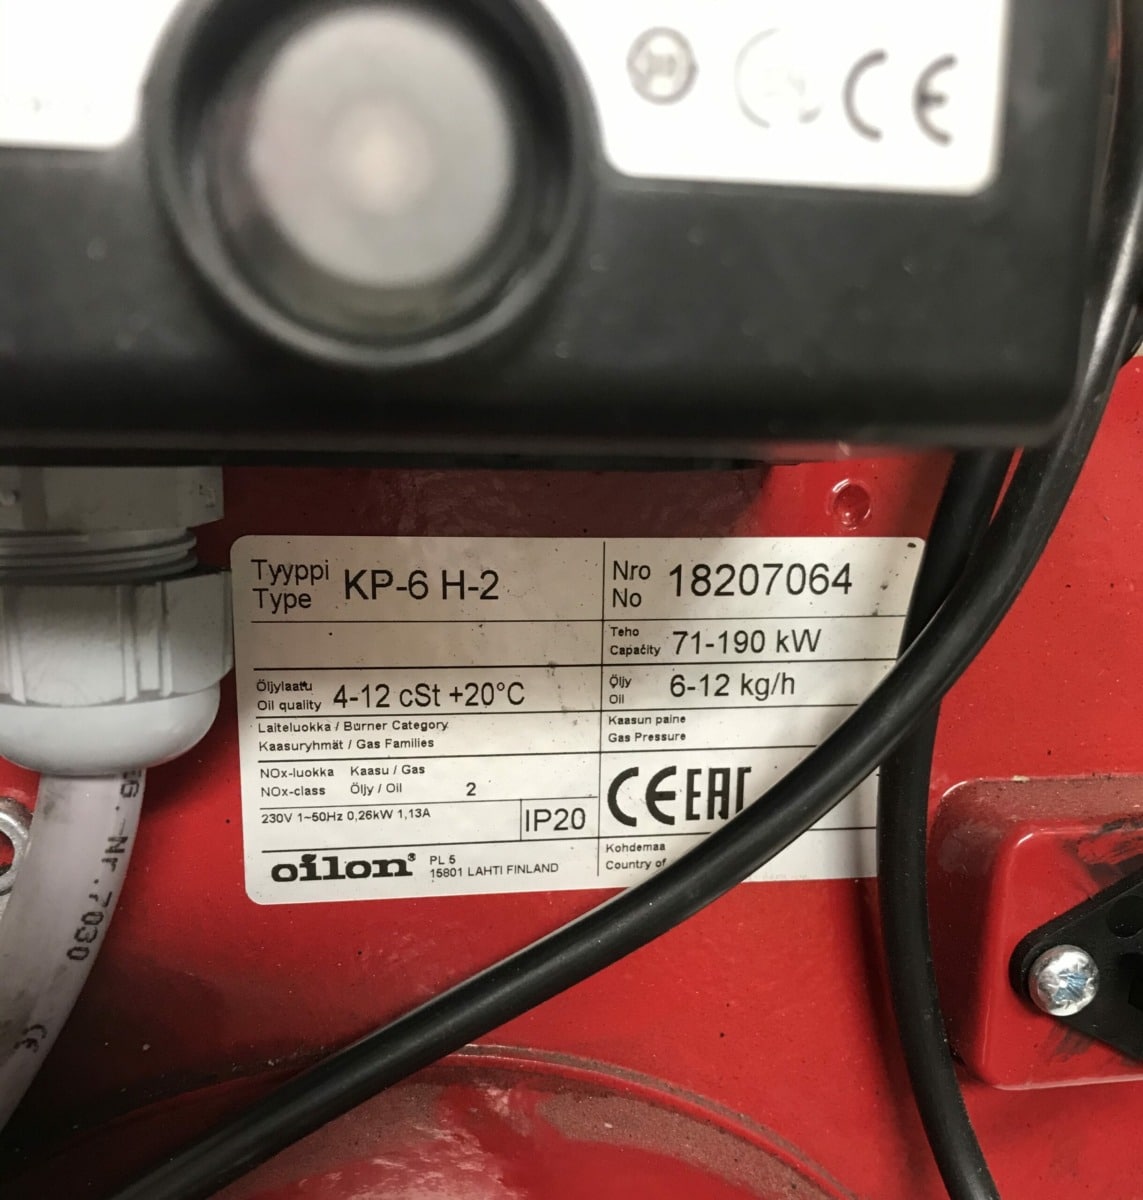 CE
Tyyppi
Type KP-6 H-2
Nro
No 18207064
Teho
Capacity 71-190 kW
Öljylaatu
Oil quality 4-12 cSt +20°C
Öljy
Oil 6-12 kg/h
Laiteluokka / Burner Category
Kaasuryhmät / Gas Families
Kaasun paine
Gas Pressure
NOx-luokka Kaasu / Gas
NOx-class Öljy / Oil 2
CE EAC
230V 1~50Hz 0,26kW 1,13A
IP20
oilon® PL 5
15801 LAHTI FINLAND
Kohdemaa
Country of
Nr.7030
CE